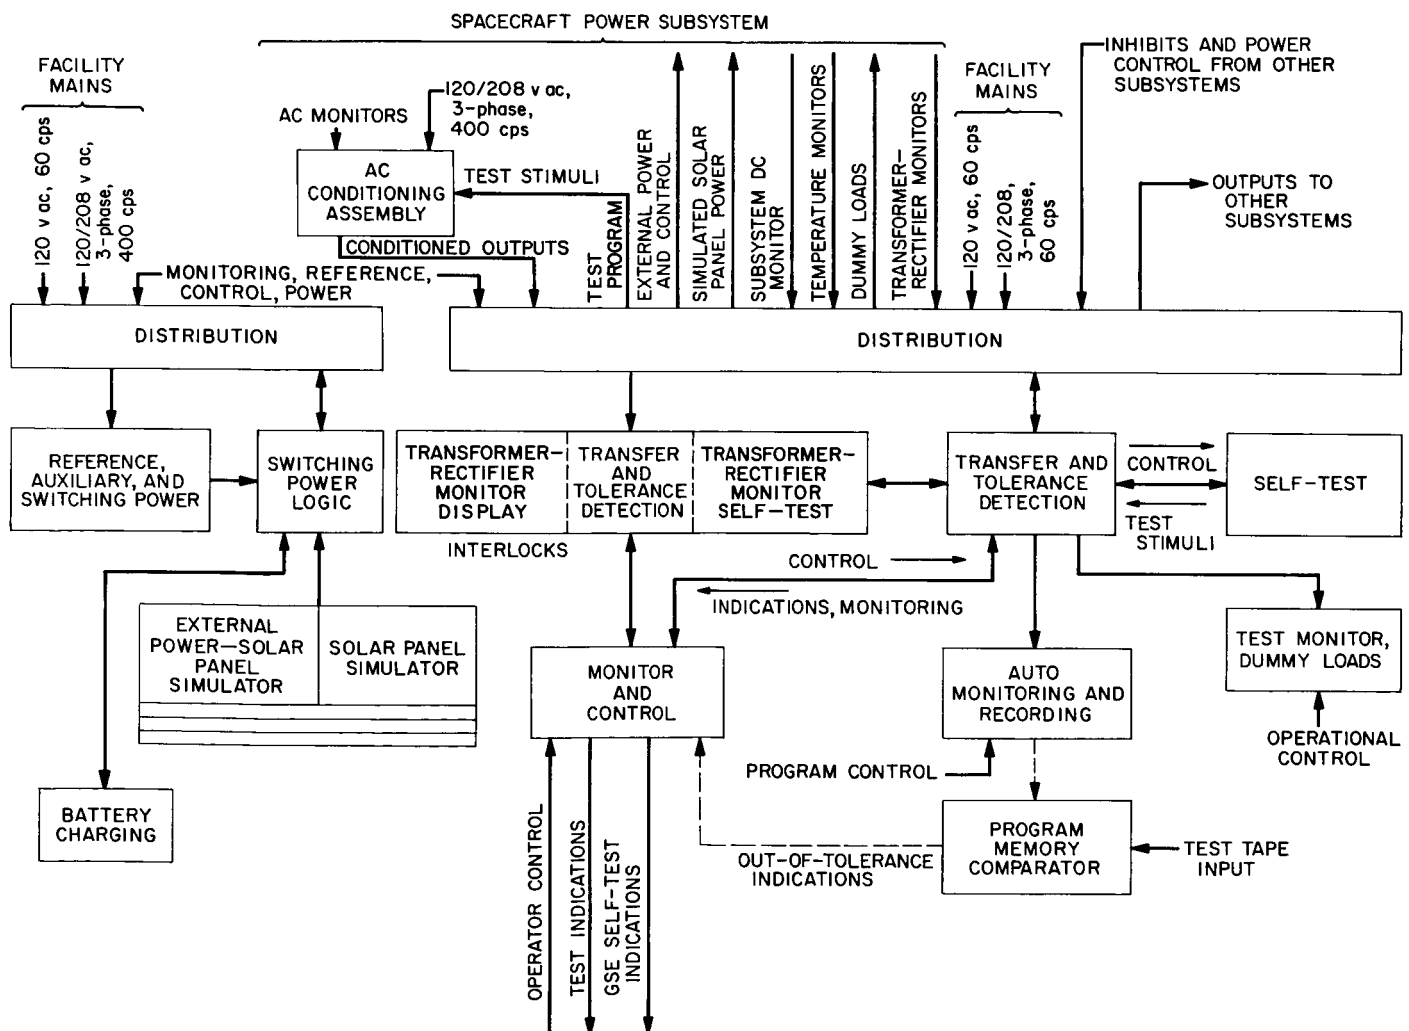 SPACECRAFT POWER SUBSYSTEM
FACILITY
MAINS
120 v ac, 60 cps
120/208 v ac,
3-phase,
400 cps
AC MONITORS
120/208 v ac,
3-phase,
400 cps
AC
CONDITIONING
ASSEMBLY
TEST STIMULI
CONDITIONED OUTPUTS
MONITORING, REFERENCE,
CONTROL, POWER
TEST
PROGRAM
EXTERNAL POWER
AND CONTROL
SIMULATED SOLAR
PANEL POWER
SUBSYSTEM DC
MONITOR
TEMPERATURE MONITORS
DUMMY LOADS
TRANSFORMER—
RECTIFIER MONITORS
FACILITY
MAINS
120 v ac, 60 cps
120/208,
3-phase,
60 cps
INHIBITS AND POWER
CONTROL FROM OTHER
SUBSYSTEMS
OUTPUTS TO
OTHER
SUBSYSTEMS
DISTRIBUTION
DISTRIBUTION
REFERENCE,
AUXILIARY, AND
SWITCHING POWER
SWITCHING
POWER
LOGIC
TRANSFORMER—
RECTIFIER
MONITOR
DISPLAY
TRANSFER
AND
TOLERANCE
DETECTION
TRANSFORMER—
RECTIFIER
MONITOR
SELF-TEST
TRANSFER AND
TOLERANCE
DETECTION
CONTROL
TEST
STIMULI
SELF-TEST
INTERLOCKS
CONTROL
INDICATIONS, MONITORING
EXTERNAL
POWER—SOLAR
PANEL
SIMULATOR
SOLAR PANEL
SIMULATOR
MONITOR
AND
CONTROL
AUTO
MONITORING AND
RECORDING
TEST MONITOR,
DUMMY LOADS
OPERATIONAL
CONTROL
PROGRAM CONTROL
BATTERY
CHARGING
PROGRAM
MEMORY
COMPARATOR
TEST TAPE
INPUT
OUT-OF-TOLERANCE
INDICATIONS
OPERATOR CONTROL
TEST INDICATIONS
GSE SELF-TEST
INDICATIONS